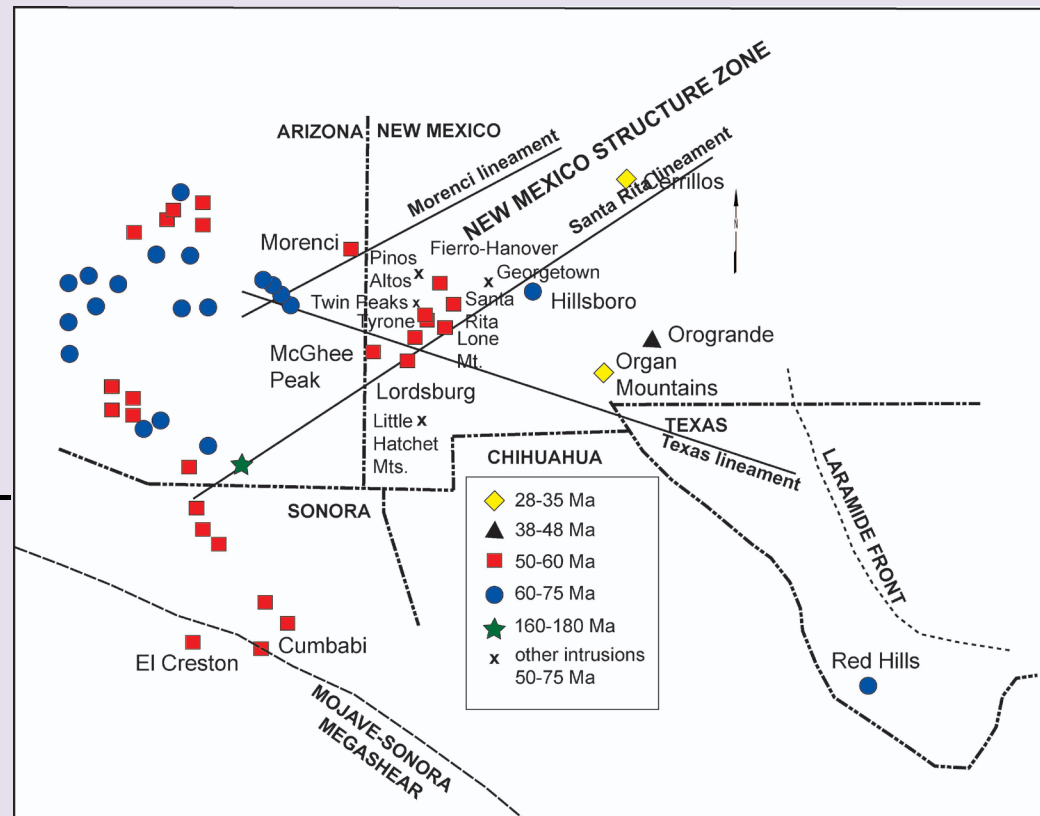 NEW MEXICO STRUCTURE ZONE
ARIZONA
NEW MEXICO
Morenci lineament
Santa Rita lineament
Cerrillos
N
Morenci
Fierro-Hanover
Pinos
Altos
x
x
Georgetown
Twin Peaks
x
Santa
Rita
Hillsboro
Tyrone
Lone
Mt.
McGhee
Peak
Orogrande
Organ
Mountains
Lordsburg
Little
x
Hatchet
Mts.
TEXAS
Texas lineament
CHIHUAHUA
LARAMIDE FRONT
SONORA
28-35 Ma
38-48 Ma
50-60 Ma
60-75 Ma
160-180 Ma
x other intrusions
50-75 Ma
Cumbabi
El Creston
Red Hills
MOJAVE-SONORA
MEGASHEAR